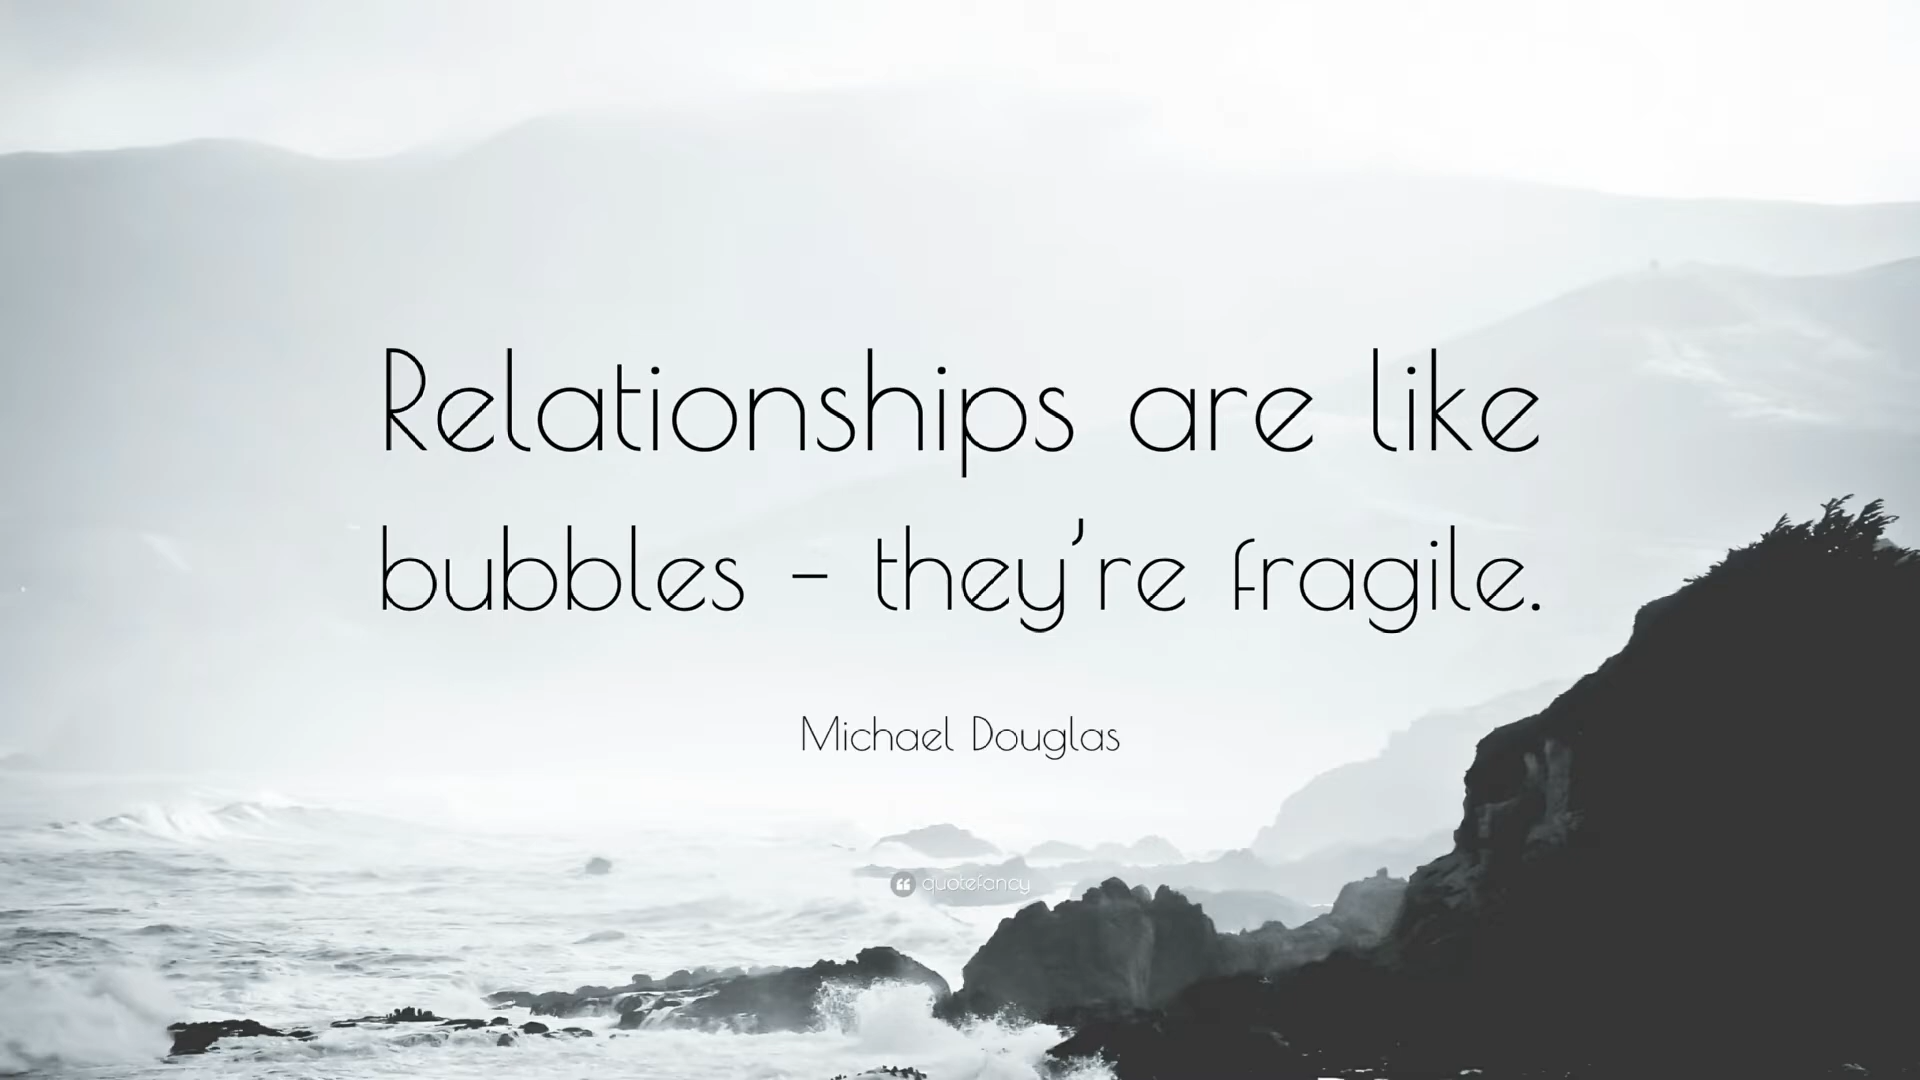 Relationships are like
bubbles – they’re fragile.
Michael Douglas
quotefancy